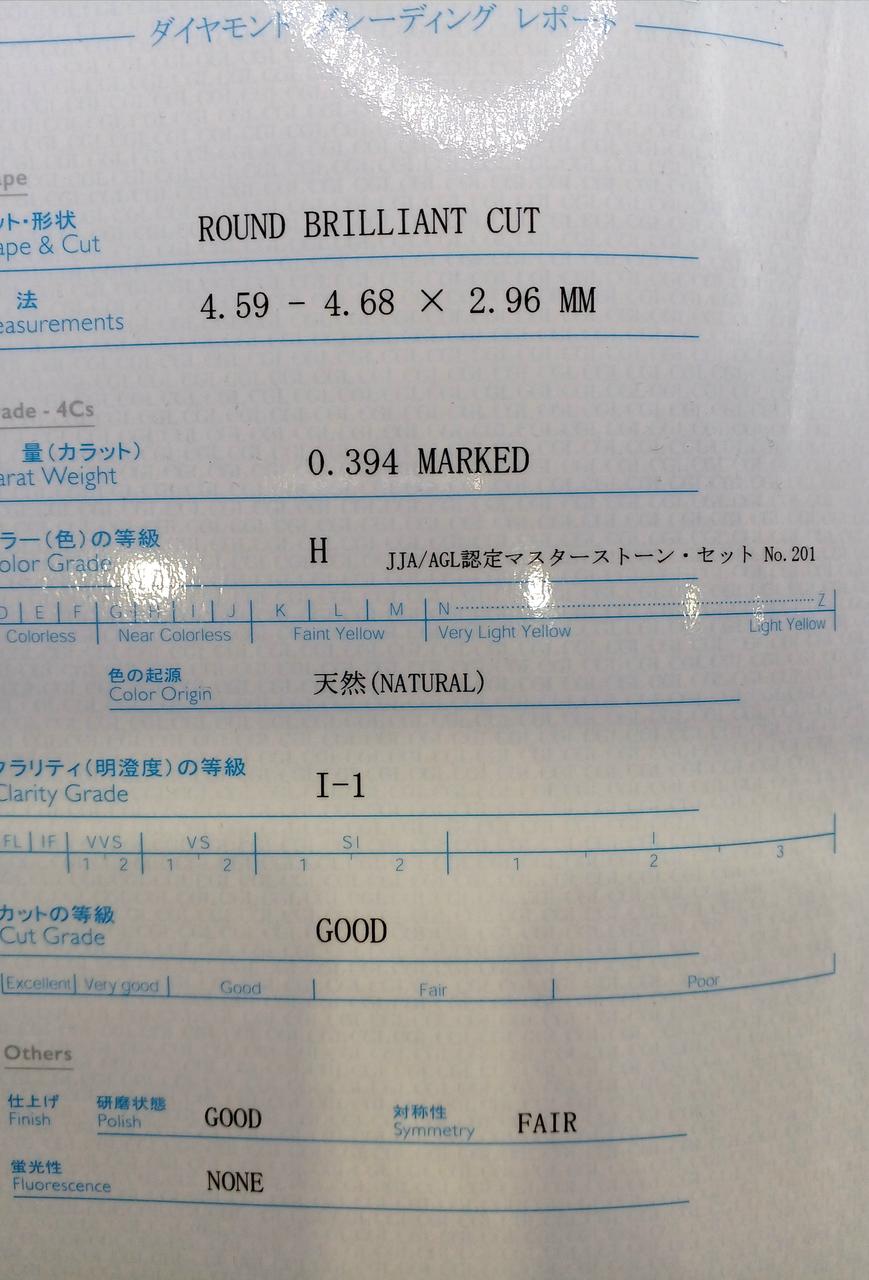 ダイヤモンド グレーディング レポート
ット・形状
ape & Cut
ROUND BRILLIANT CUT
法
easurements
4.59 - 4.68 × 2.96 MM
ade - 4Cs
量(カラット)
arat Weight
0.394 MARKED
ラー(色)の等級
olor Grade
H JJA/AGL認定マスターストーン・セット No.201
D E F G H I J K L M N Z
Colorless Near Colorless Faint Yellow Very Light Yellow Light Yellow
色の起源
Color Origin
天然(NATURAL)
クラリティ(明澄度)の等級
Clarity Grade
I-1
FL IF VVS VS SI I
1 2 1 2 1 2 1 2 3
カットの等級
Cut Grade
GOOD
Excellent Very good Good Fair Poor
Others
仕上げ 研磨状態 対称性
Finish Polish GOOD Symmetry FAIR
蛍光性
Fluorescence
NONE